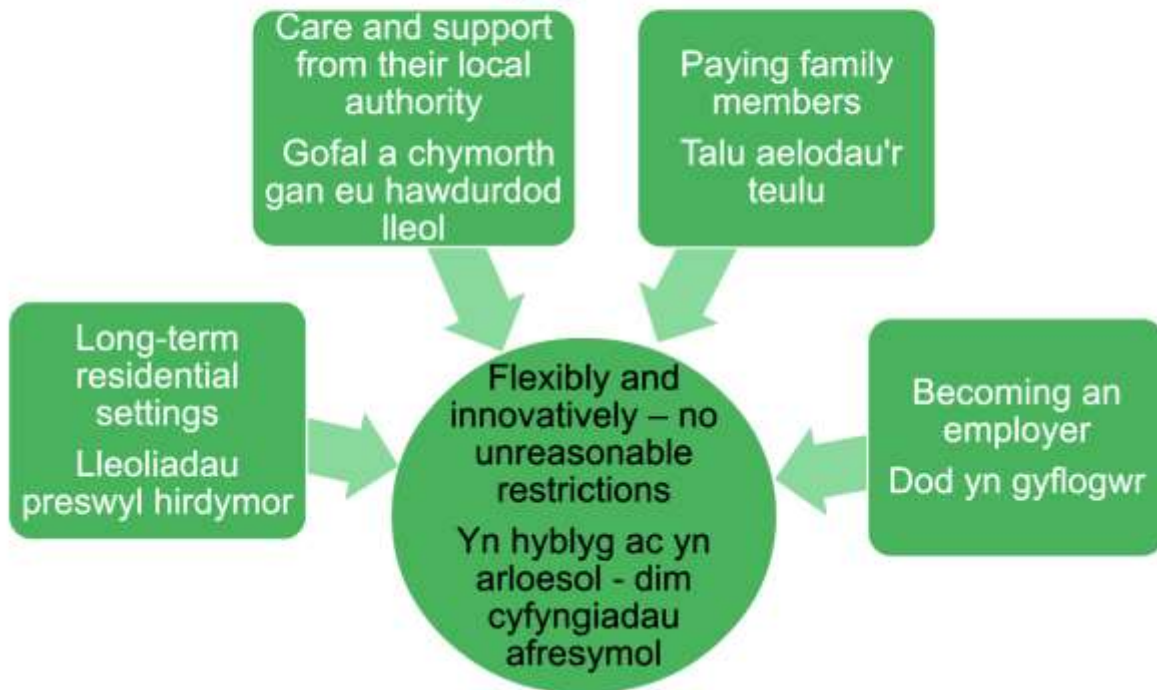 Care and support
from their local
authority
Gofal a chymorth
gan eu hawdurdod
lleol
Paying family
members
Talu aelodau'r
teulu
Long-term
residential
settings
Lleoliadau
preswyl hirdymor
Flexibly and
innovatively – no
unreasonable
restrictions
Yn hyblyg ac yn
arloesol - dim
cyfyngiadau
afresymol
Becoming an
employer
Dod yn gyflogwr